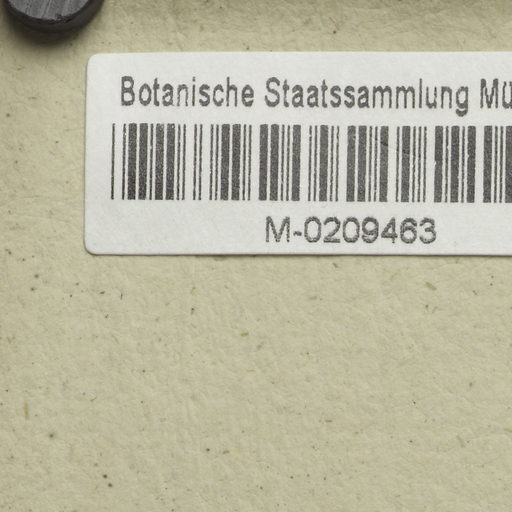 Botanische Staatssammlung Mü
M-0209463